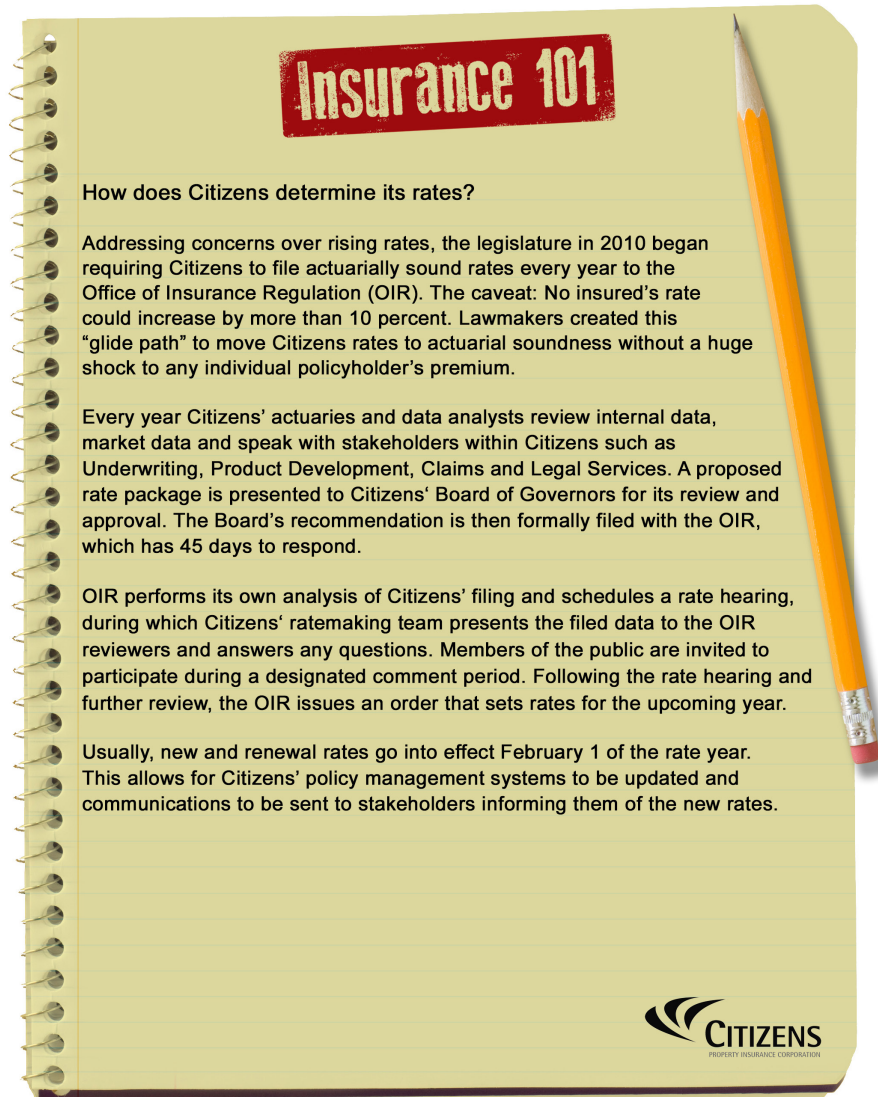 Insurance 101
How does Citizens determine its rates?
Addressing concerns over rising rates, the legislature in 2010 began
requiring Citizens to file actuarially sound rates every year to the
Office of Insurance Regulation (OIR). The caveat: No insured’s rate
could increase by more than 10 percent. Lawmakers created this
“glide path” to move Citizens rates to actuarial soundness without a huge
shock to any individual policyholder’s premium.
Every year Citizens’ actuaries and data analysts review internal data,
market data and speak with stakeholders within Citizens such as
Underwriting, Product Development, Claims and Legal Services. A proposed
rate package is presented to Citizens‘ Board of Governors for its review and
approval. The Board’s recommendation is then formally filed with the OIR,
which has 45 days to respond.
OIR performs its own analysis of Citizens’ filing and schedules a rate hearing,
during which Citizens‘ ratemaking team presents the filed data to the OIR
reviewers and answers any questions. Members of the public are invited to
participate during a designated comment period. Following the rate hearing and
further review, the OIR issues an order that sets rates for the upcoming year.
Usually, new and renewal rates go into effect February 1 of the rate year.
This allows for Citizens’ policy management systems to be updated and
communications to be sent to stakeholders informing them of the new rates.
CITIZENS
PROPERTY INSURANCE CORPORATION